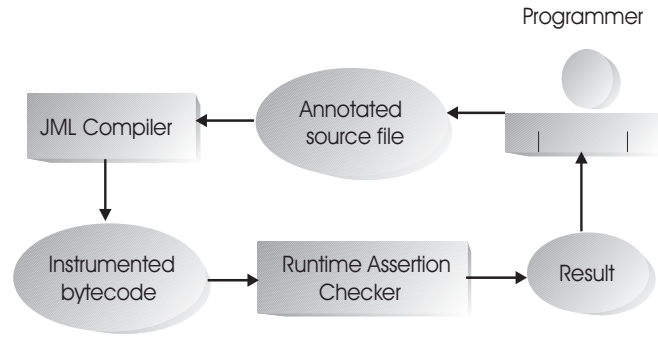 Programmer
Annotated
source file
JML Compiler
Instrumented
bytecode
Runtime Assertion
Checker
Result